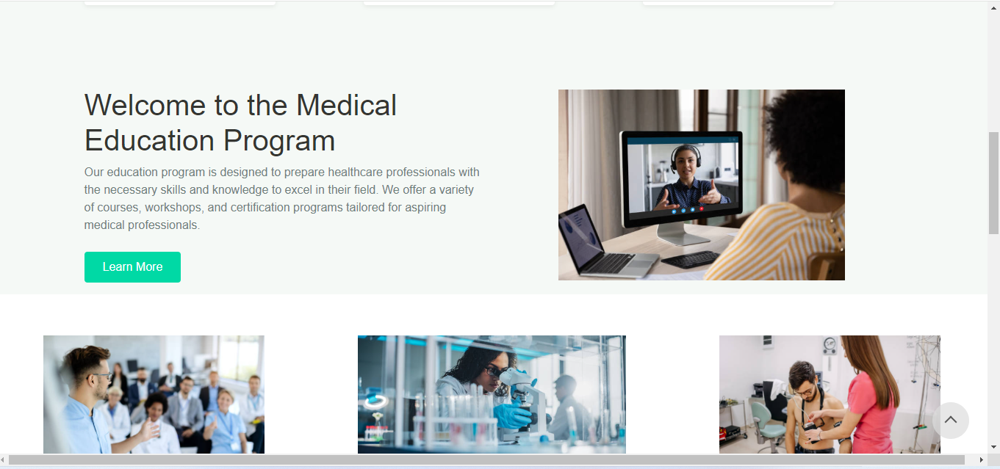 Welcome to the Medical
Education Program
Our education program is designed to prepare healthcare professionals with
the necessary skills and knowledge to excel in their field. We offer a variety
of courses, workshops, and certification programs tailored for aspiring
medical professionals.
Learn More